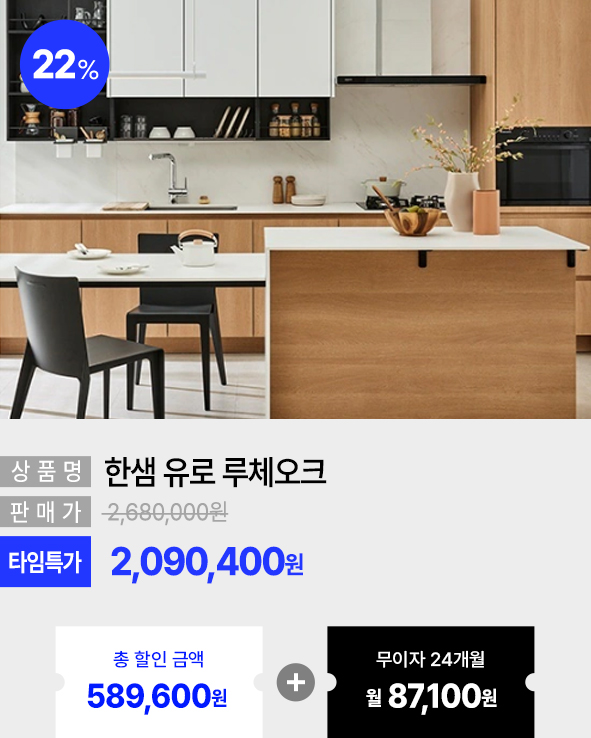 22%
상품명 한샘 유로 루체오크
판매가 2,680,000원
타임특가 2,090,400원
총 할인 금액
589,600원
+
무이자 24개월
월 87,100원